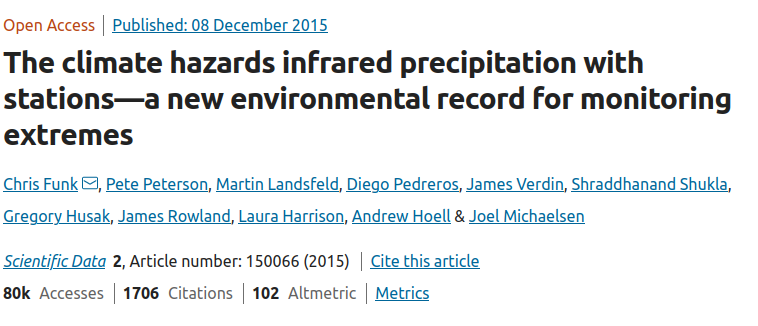 Open Access | Published: 08 December 2015
The climate hazards infrared precipitation with
stations—a new environmental record for monitoring
extremes
Chris Funk, Pete Peterson, Martin Landsfeld, Diego Pedreros, James Verdin, Shraddhanand Shukla,
Gregory Husak, James Rowland, Laura Harrison, Andrew Hoell & Joel Michaelsen
Scientific Data 2, Article number: 150066 (2015) | Cite this article
80k Accesses | 1706 Citations | 102 Altmetric | Metrics